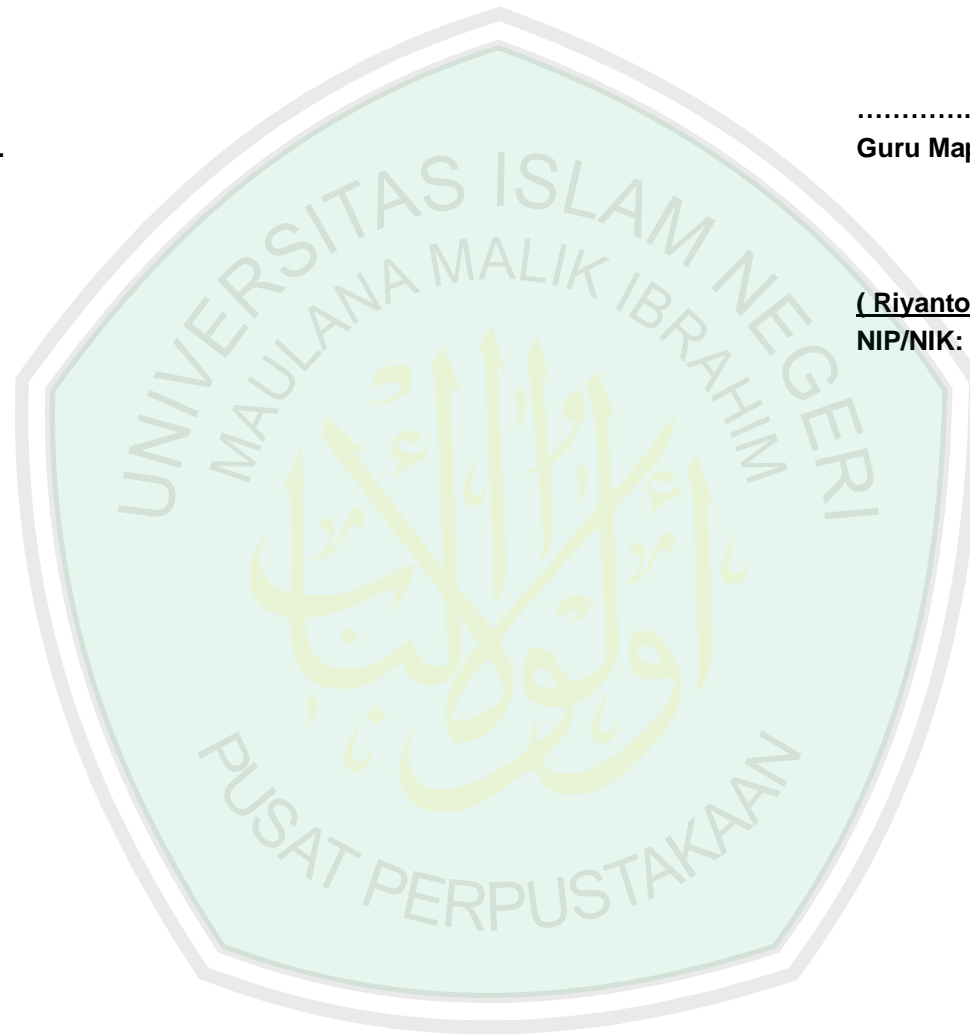 ………….
.
Guru Map
( Riyanto
NIP/NIK:
UNIVERSITAS ISLAM NEGERI
MAULANA MALIK IBRAHIM
PUSAT PERPUSTAKAAN